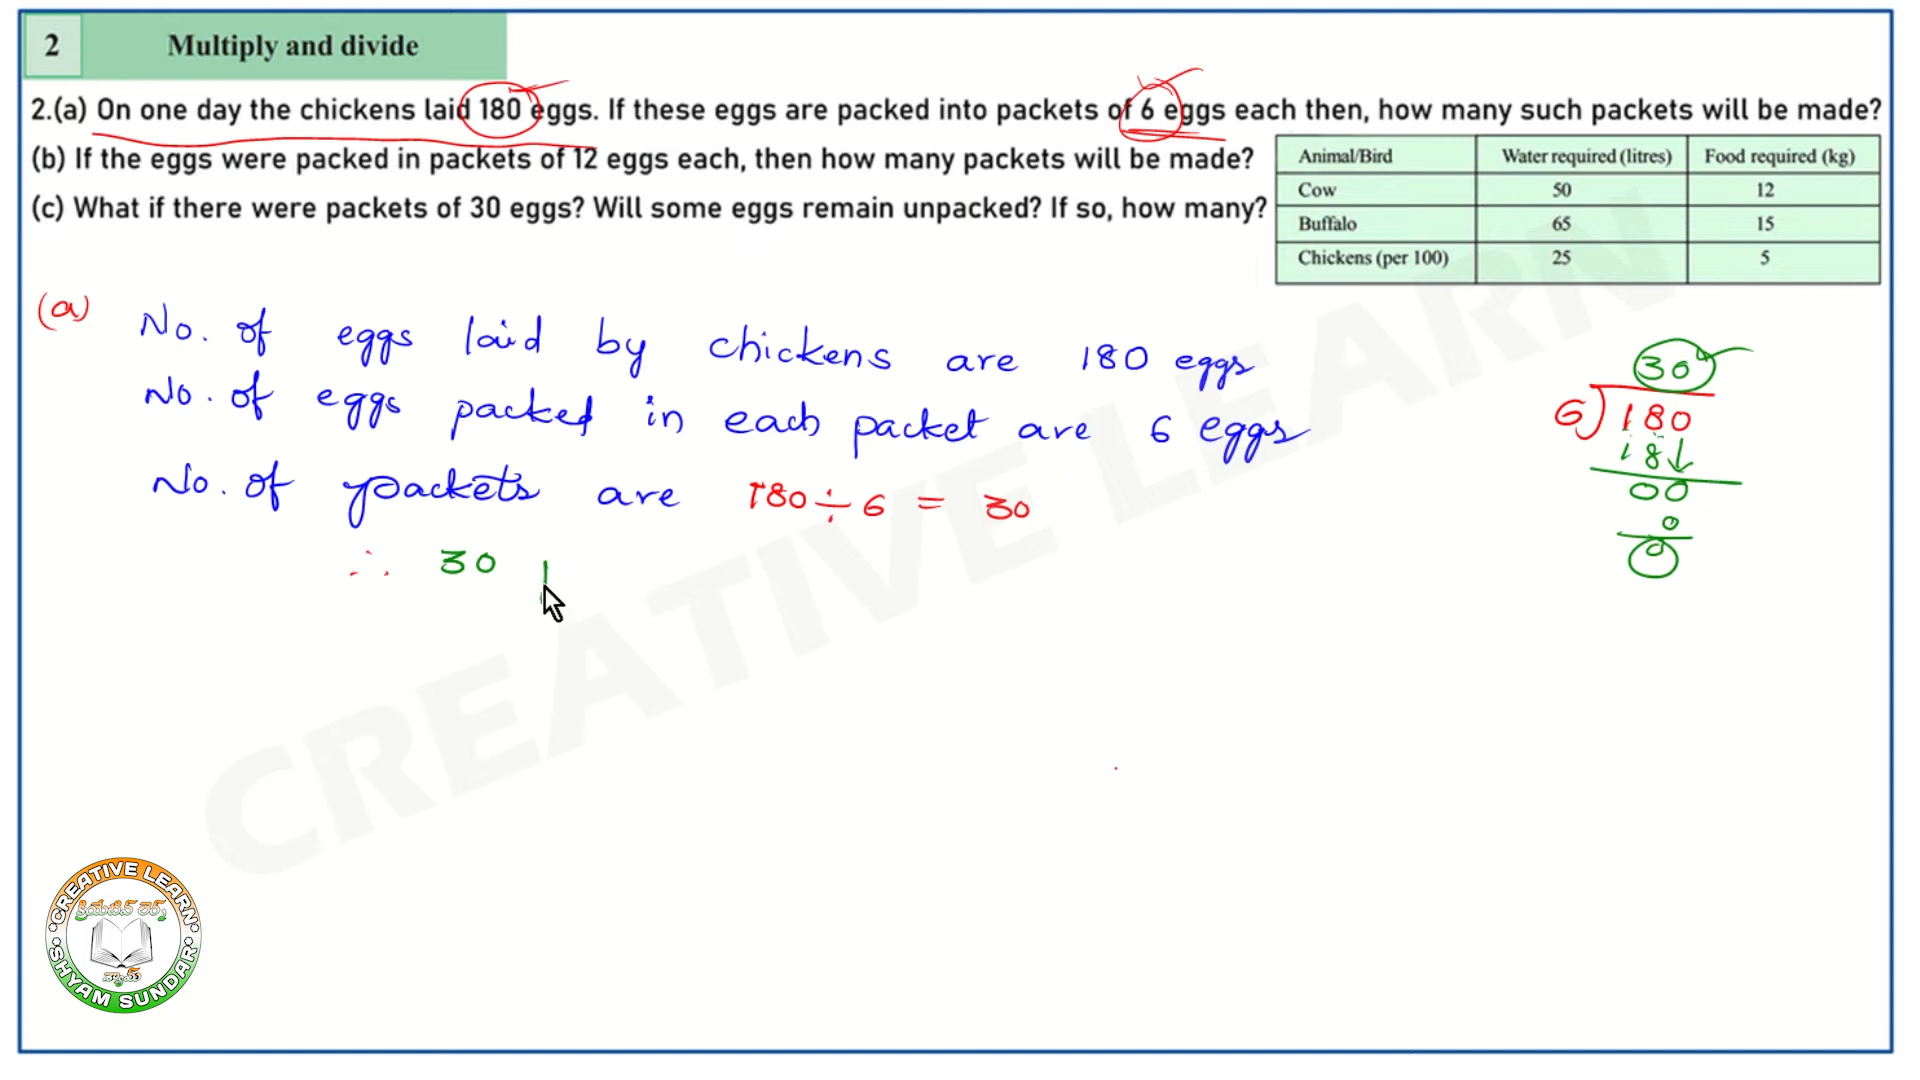 2 Multiply and divide
2.(a) On one day the chickens laid 180 eggs. If these eggs are packed into packets of 6 eggs each then, how many such packets will be made?
(b) If the eggs were packed in packets of 12 eggs each, then how many packets will be made?
(c) What if there were packets of 30 eggs? Will some eggs remain unpacked? If so, how many?
Animal/Bird Water required (litres) Food required (kg)
Cow 50 12
Buffalo 65 15
Chickens (per 100) 25 5
(a) No. of eggs laid by chickens are 180 eggs
No. of eggs packed in each packet are 6 eggs
No. of packets are 180 ÷ 6 = 30
∴ 30
30
6) 180
18↓
00
0
0
CREATIVE LEARN
CREATIVE LEARN
క్రియేటివ్ లెర్న్
శ్యామ్
SHYAM SUNDAR